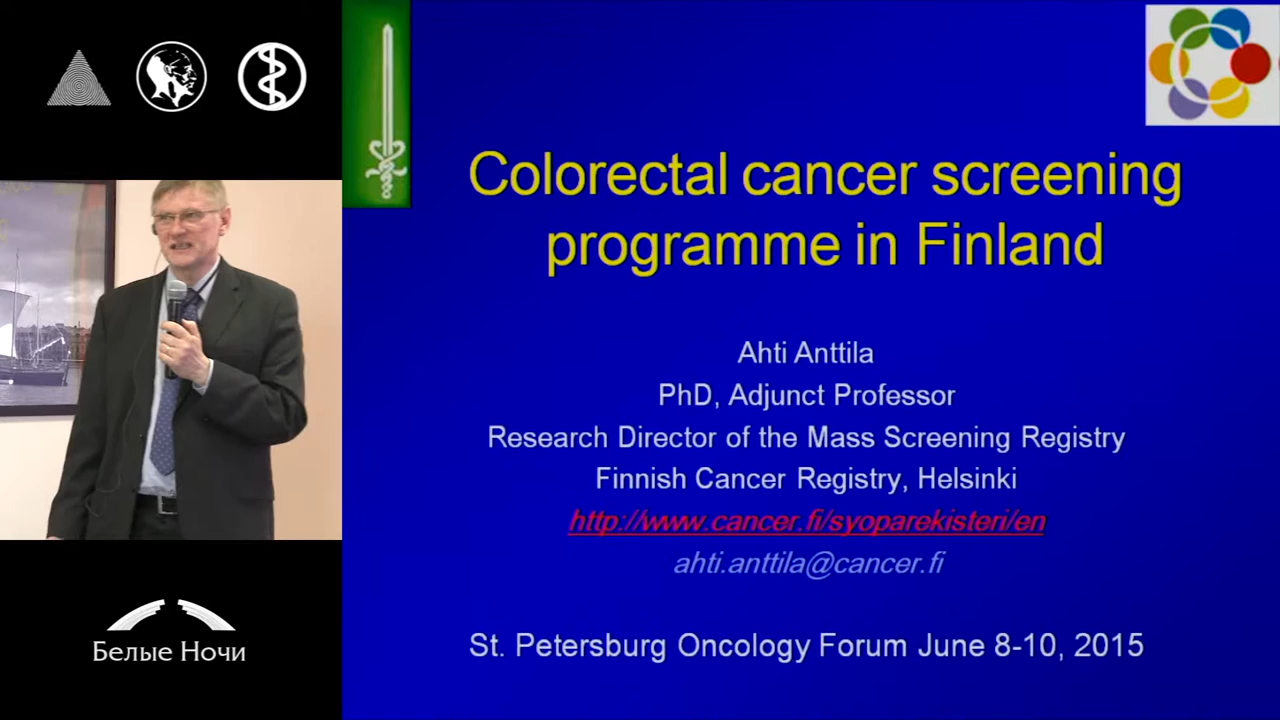 Colorectal cancer screening
programme in Finland
Ahti Anttila
PhD, Adjunct Professor
Research Director of the Mass Screening Registry
Finnish Cancer Registry, Helsinki
http://www.cancer.fi/syoparekisteri/en
ahti.anttila@cancer.fi
St. Petersburg Oncology Forum June 8-10, 2015
Белые Ночи